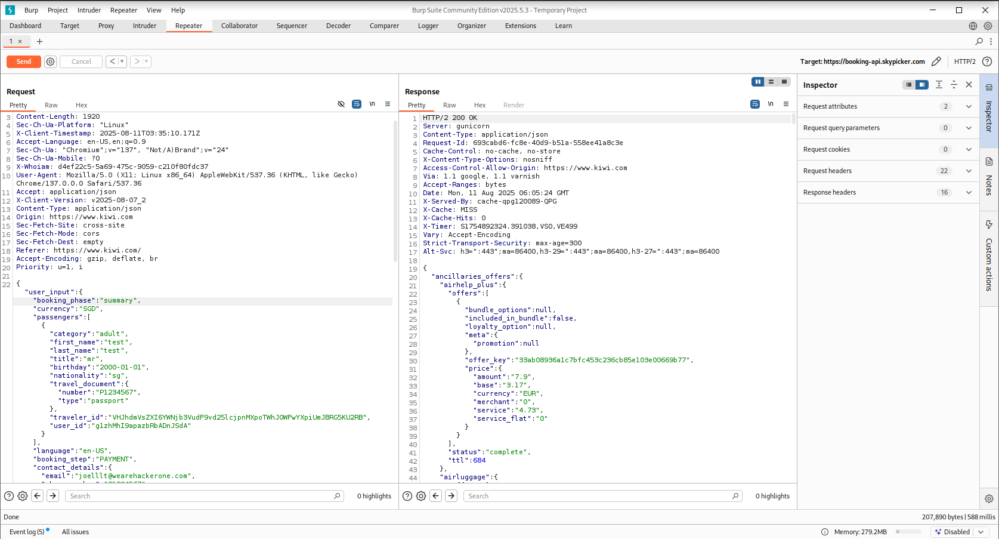 Burp Project Intruder Repeater View Help
Burp Suite Community Edition v2025.5.3 - Temporary Project
Dashboard Target Proxy Intruder Repeater Collaborator Sequencer Decoder Comparer Logger Organizer Extensions Learn
1 × +
Send Cancel < >
Target: https://booking-api.skypicker.com HTTP/2
Request
Pretty Raw Hex \n
3 Content-Length: 1920
4 Sec-Ch-Ua-Platform: "Linux"
5 X-Client-Timestamp: 2025-08-11T03:35:10.171Z
6 Accept-Language: en-US,en;q=0.9
7 Sec-Ch-Ua: "Chromium";v="137", "Not/A)Brand";v="24"
8 Sec-Ch-Ua-Mobile: ?0
9 X-Whoiam: d4ef22c5-5a69-475c-9059-c210f80fdc37
10 User-Agent: Mozilla/5.0 (X11; Linux x86_64) AppleWebKit/537.36 (KHTML, like Gecko)
Chrome/137.0.0.0 Safari/537.36
11 Accept: application/json
12 X-Client-Version: v2025-08-07_2
13 Content-Type: application/json
14 Origin: https://www.kiwi.com
15 Sec-Fetch-Site: cross-site
16 Sec-Fetch-Mode: cors
17 Sec-Fetch-Dest: empty
18 Referer: https://www.kiwi.com/
19 Accept-Encoding: gzip, deflate, br
20 Priority: u=1, i
21
22 {
"user_input":{
"booking_phase":"summary",
"currency":"SGD",
"passengers":[
{
"category":"adult",
"first_name":"test",
"last_name":"test",
"title":"mr",
"birthday":"2000-01-01",
"nationality":"sg",
"travel_document":{
"number":"P1234567",
"type":"passport"
},
"traveler_id":"VHJhdmVsZXI6YWNjb3VudF9vd25lcjpnMXpoTWhJOWFwYXpiUmJBRG5KU2RB",
"user_id":"g1zhMhI9apazbRbADnJSdA"
}
],
"language":"en-US",
"booking_step":"PAYMENT",
"contact_details":{
"email":"joelllt@wearehackerone.com",
Search 0 highlights
Response
Pretty Raw Hex Render \n
1 HTTP/2 200 OK
2 Server: gunicorn
3 Content-Type: application/json
4 Request-Id: 693cabd6-fc8e-40d9-b51a-558ee41a8c3e
5 Cache-Control: no-cache, no-store
6 X-Content-Type-Options: nosniff
7 Access-Control-Allow-Origin: https://www.kiwi.com
8 Via: 1.1 google, 1.1 varnish
9 Accept-Ranges: bytes
10 Date: Mon, 11 Aug 2025 06:05:24 GMT
11 X-Served-By: cache-qpg120089-QPG
12 X-Cache: MISS
13 X-Cache-Hits: 0
14 X-Timer: S1754892324.391038,VS0,VE499
15 Vary: Accept-Encoding
16 Strict-Transport-Security: max-age=300
17 Alt-Svc: h3=":443";ma=86400,h3-29=":443";ma=86400,h3-27=":443";ma=86400
18
19 {
20 "ancillaries_offers":{
21 "airhelp_plus":{
22 "offers":[
23 {
24 "bundle_options":null,
25 "included_in_bundle":false,
26 "loyalty_option":null,
27 "meta":{
28 "promotion":null
29 },
30 "offer_key":"33ab08936a1c7bfc453c236cb85e103e00669b77",
31 "price":{
32 "amount":"7.9",
33 "base":"3.17",
34 "currency":"EUR",
35 "merchant":"0",
36 "service":"4.73",
37 "service_flat":"0"
38 }
39 }
40 ],
41 "status":"complete",
42 "ttl":684
43 },
44 "airluggage":{
Search 0 highlights
Inspector
Request attributes 2
Request query parameters 0
Request cookies 0
Request headers 22
Response headers 16
Inspector
Notes
Custom actions
Done 207,890 bytes | 588 millis
Event log (5) All issues Memory: 279.2MB Disabled